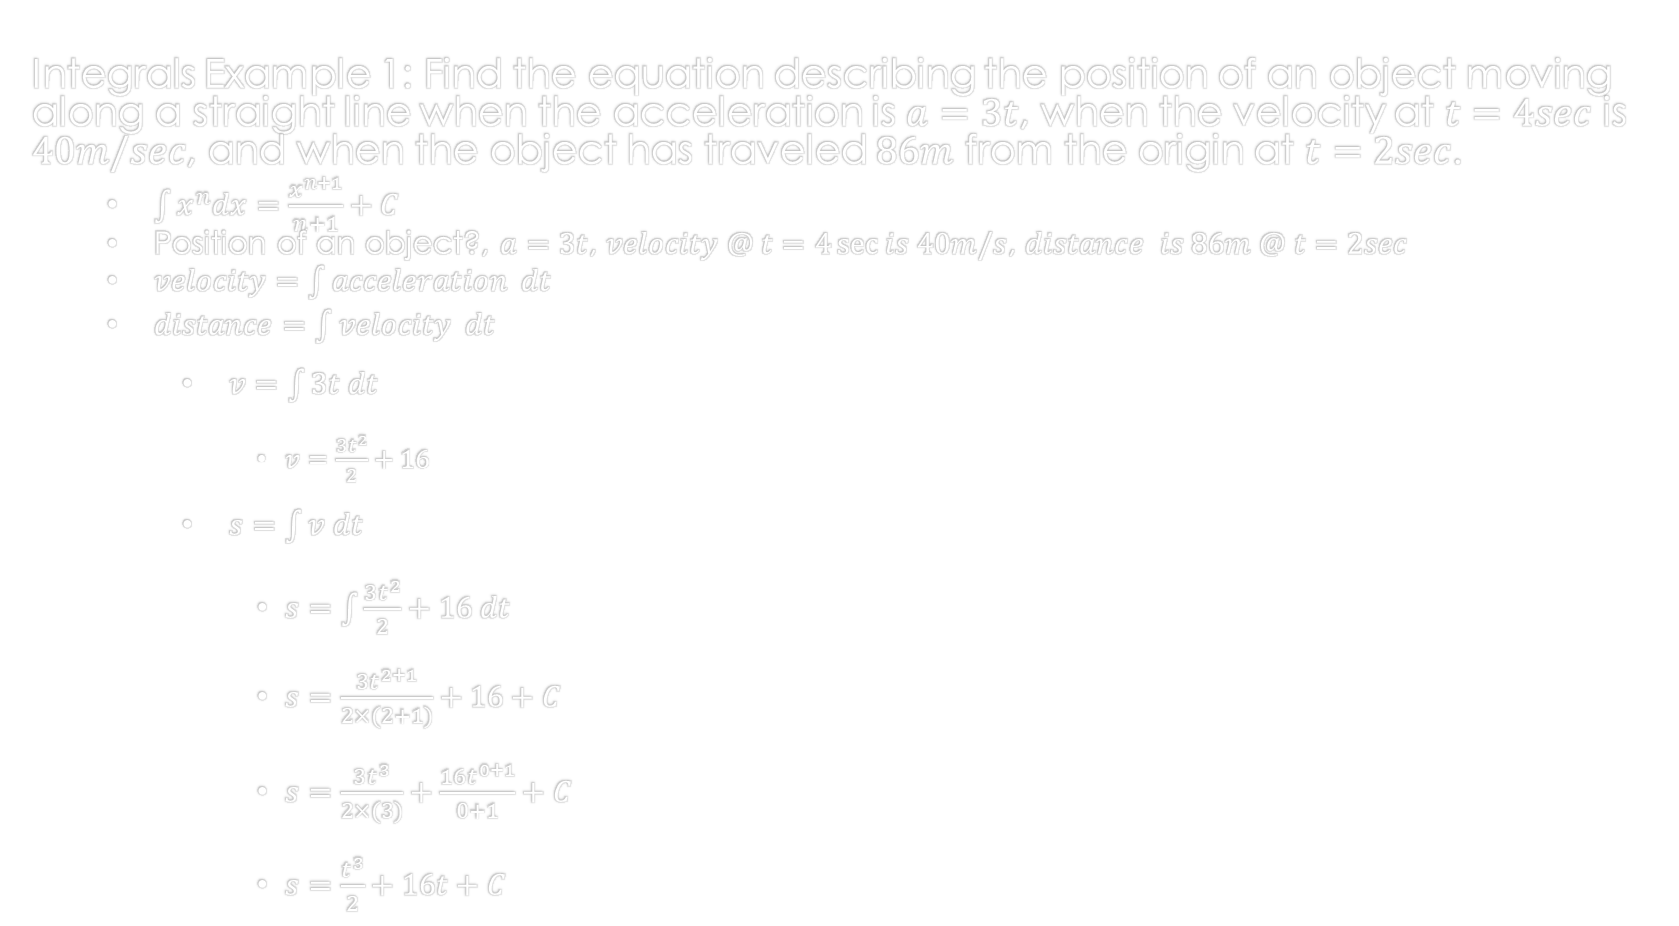 Integrals Example 1: Find the equation describing the position of an object moving
along a straight line when the acceleration is a = 3t, when the velocity at t = 4sec is
40m/sec, and when the object has traveled 86m from the origin at t = 2sec.
• ∫ xⁿdx = xⁿ⁺¹/n+1 + C
• Position of an object?, a = 3t, velocity @ t = 4 sec is 40m/s, distance is 86m @ t = 2sec
• velocity = ∫ acceleration dt
• distance = ∫ velocity dt
• v = ∫ 3t dt
• v = 3t²/2 + 16
• s = ∫ v dt
• s = ∫ 3t²/2 + 16 dt
• s = 3t²⁺¹/2×(2+1) + 16 + C
• s = 3t³/2×(3) + 16t⁰⁺¹/0+1 + C
• s = t³/2 + 16t + C